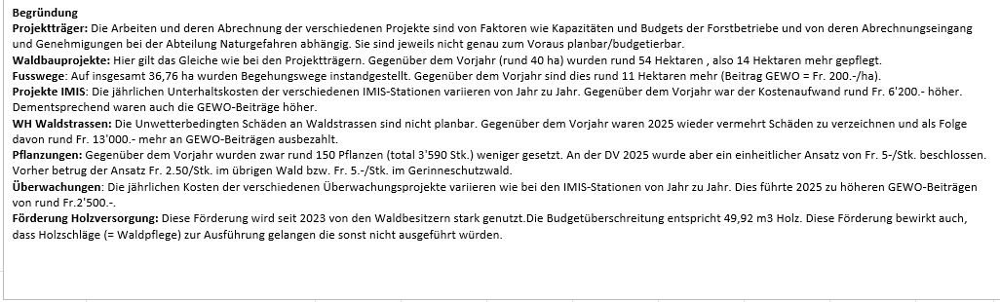 Begründung
Projektträger: Die Arbeiten und deren Abrechnung der verschiedenen Projekte sind von Faktoren wie Kapazitäten und Budgets der Forstbetriebe und von deren Abrechnungseingang
und Genehmigungen bei der Abteilung Naturgefahren abhängig. Sie sind jeweils nicht genau zum Voraus planbar/budgetierbar.
Waldbauprojekte: Hier gilt das Gleiche wie bei den Projektträgern. Gegenüber dem Vorjahr (rund 40 ha) wurden rund 54 Hektaren , also 14 Hektaren mehr gepflegt.
Fusswege: Auf insgesamt 36,76 ha wurden Begehungswege instandgestellt. Gegenüber dem Vorjahr sind dies rund 11 Hektaren mehr (Beitrag GEWO = Fr. 200.-/ha).
Projekte IMIS: Die jährlichen Unterhaltskosten der verschiedenen IMIS-Stationen variieren von Jahr zu Jahr. Gegenüber dem Vorjahr war der Kostenaufwand rund Fr. 6'200.- höher.
Dementsprechend waren auch die GEWO-Beiträge höher.
WH Waldstrassen: Die Unwetterbedingten Schäden an Waldstrassen sind nicht planbar. Gegenüber dem Vorjahr waren 2025 wieder vermehrt Schäden zu verzeichnen und als Folge
davon rund Fr. 13'000.- mehr an GEWO-Beiträgen ausbezahlt.
Pflanzungen: Gegenüber dem Vorjahr wurden zwar rund 150 Pflanzen (total 3'590 Stk.) weniger gesetzt. An der DV 2025 wurde aber ein einheitlicher Ansatz von Fr. 5-/Stk. beschlossen.
Vorher betrug der Ansatz Fr. 2.50/Stk. im übrigen Wald bzw. Fr. 5.-/Stk. im Gerinneschutzwald.
Überwachungen: Die jährlichen Kosten der verschiedenen Überwachungsprojekte variieren wie bei den IMIS-Stationen von Jahr zu Jahr. Dies führte 2025 zu höheren GEWO-Beiträgen
von rund Fr.2'500.-.
Förderung Holzversorgung: Diese Förderung wird seit 2023 von den Waldbesitzern stark genutzt.Die Budgetüberschreitung entspricht 49,92 m3 Holz. Diese Förderung bewirkt auch,
dass Holzschläge (= Waldpflege) zur Ausführung gelangen die sonst nicht ausgeführt würden.